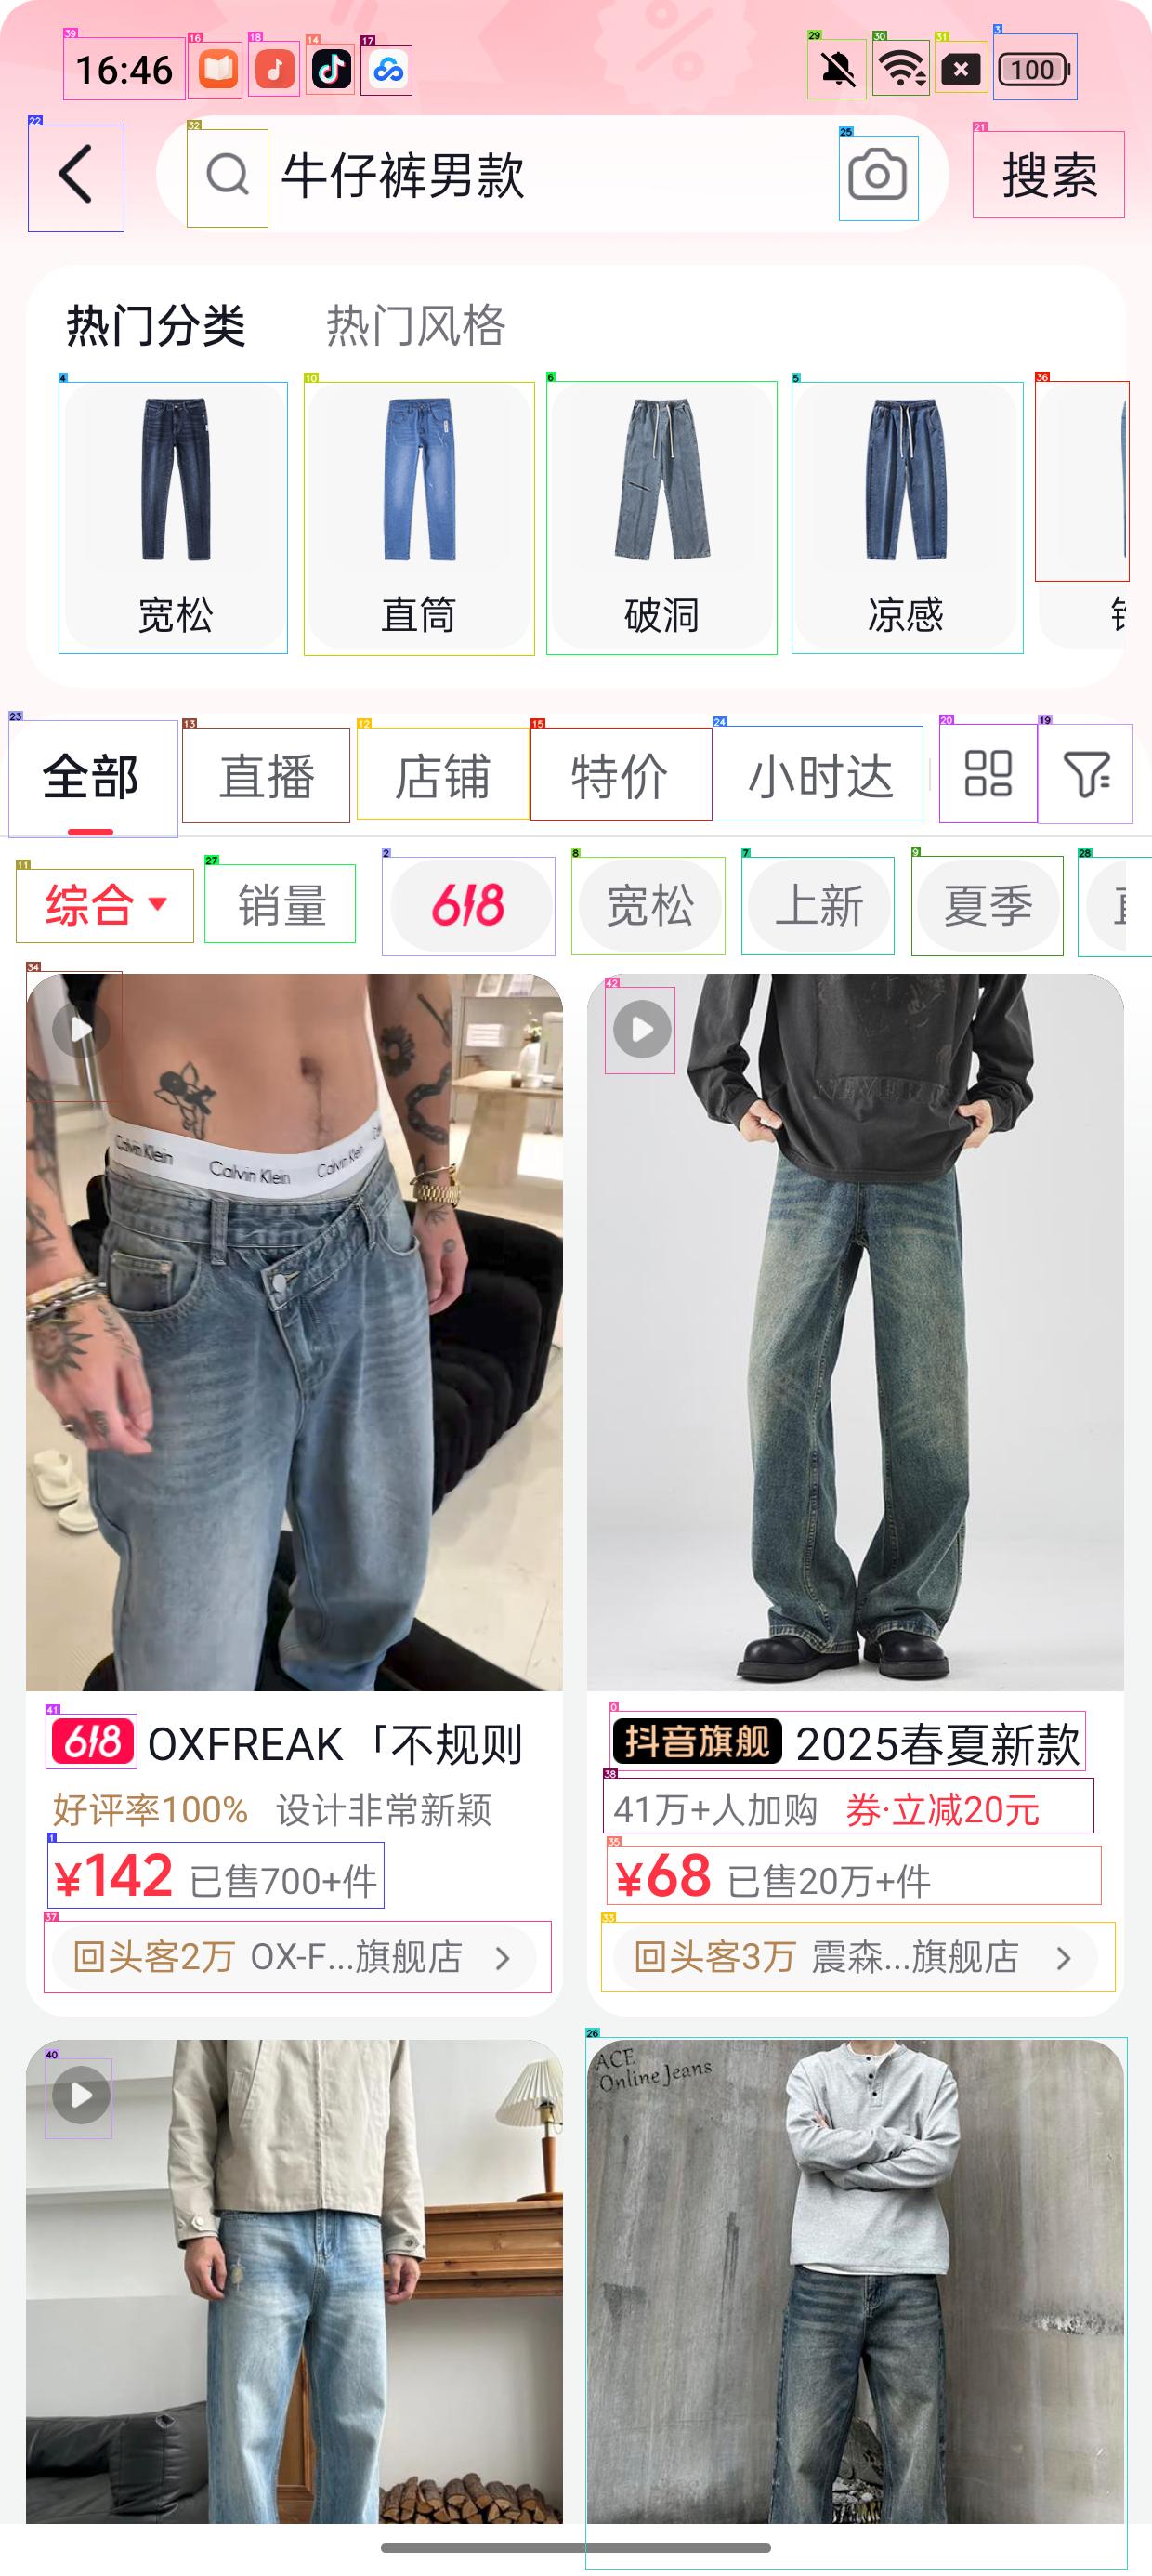 16:46
100
牛仔裤男款
搜索
热门分类 热门风格
宽松 直筒 破洞 凉感
全部 直播 店铺 特价 小时达
综合 销量 618 宽松 上新 夏季
Calvin Klein Calvin Klein Calvin Klein
618 OXFREAK「不规则
好评率100% 设计非常新颖
¥142 已售700+件
回头客2万 OX-F...旗舰店
抖音旗舰 2025春夏新款
41万+人加购 券·立减20元
¥68 已售20万+件
回头客3万 震森...旗舰店
ACE
Online Jeans